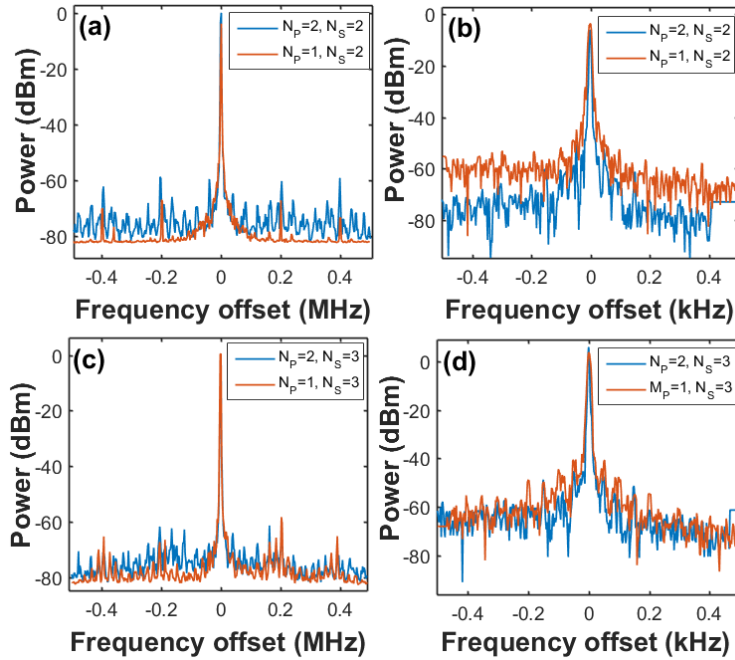 (a)
N_P=2, N_S=2
N_P=1, N_S=2
0
-20
-40
-60
-80
Power (dBm)
-0.4
-0.2
0
0.2
0.4
Frequency offset (MHz)
(b)
N_P=2, N_S=2
N_P=1, N_S=2
0
-20
-40
-60
-80
Power (dBm)
-0.4
-0.2
0
0.2
0.4
Frequency offset (kHz)
(c)
N_P=2, N_S=3
N_P=1, N_S=3
0
-20
-40
-60
-80
Power (dBm)
-0.4
-0.2
0
0.2
0.4
Frequency offset (MHz)
(d)
N_P=2, N_S=3
M_P=1, N_S=3
0
-20
-40
-60
-80
Power (dBm)
-0.4
-0.2
0
0.2
0.4
Frequency offset (kHz)